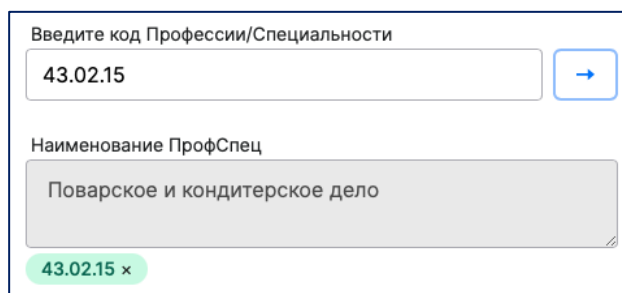 Введите код Профессии/Специальности
43.02.15
→
Наименование ПрофСпец
Поварское и кондитерское дело
43.02.15 ×